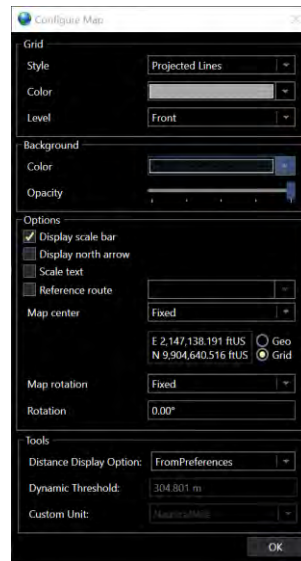 Configure Map
Grid
Style Projected Lines
Color
Level Front
Background
Color
Opacity
Options
Display scale bar
Display north arrow
Scale text
Reference route
Map center Fixed
E 2,147,138.191 ftUS Geo
N 9,904,640.516 ftUS Grid
Map rotation Fixed
Rotation 0.00°
Tools
Distance Display Option: FromPreferences
Dynamic Threshold: 304.801 m
Custom Unit: NauticalMile
OK